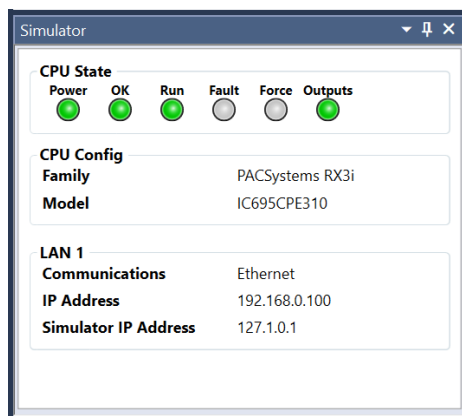 Simulator
CPU State
Power OK Run Fault Force Outputs
CPU Config
Family PACSystems RX3i
Model IC695CPE310
LAN 1
Communications Ethernet
IP Address 192.168.0.100
Simulator IP Address 127.1.0.1